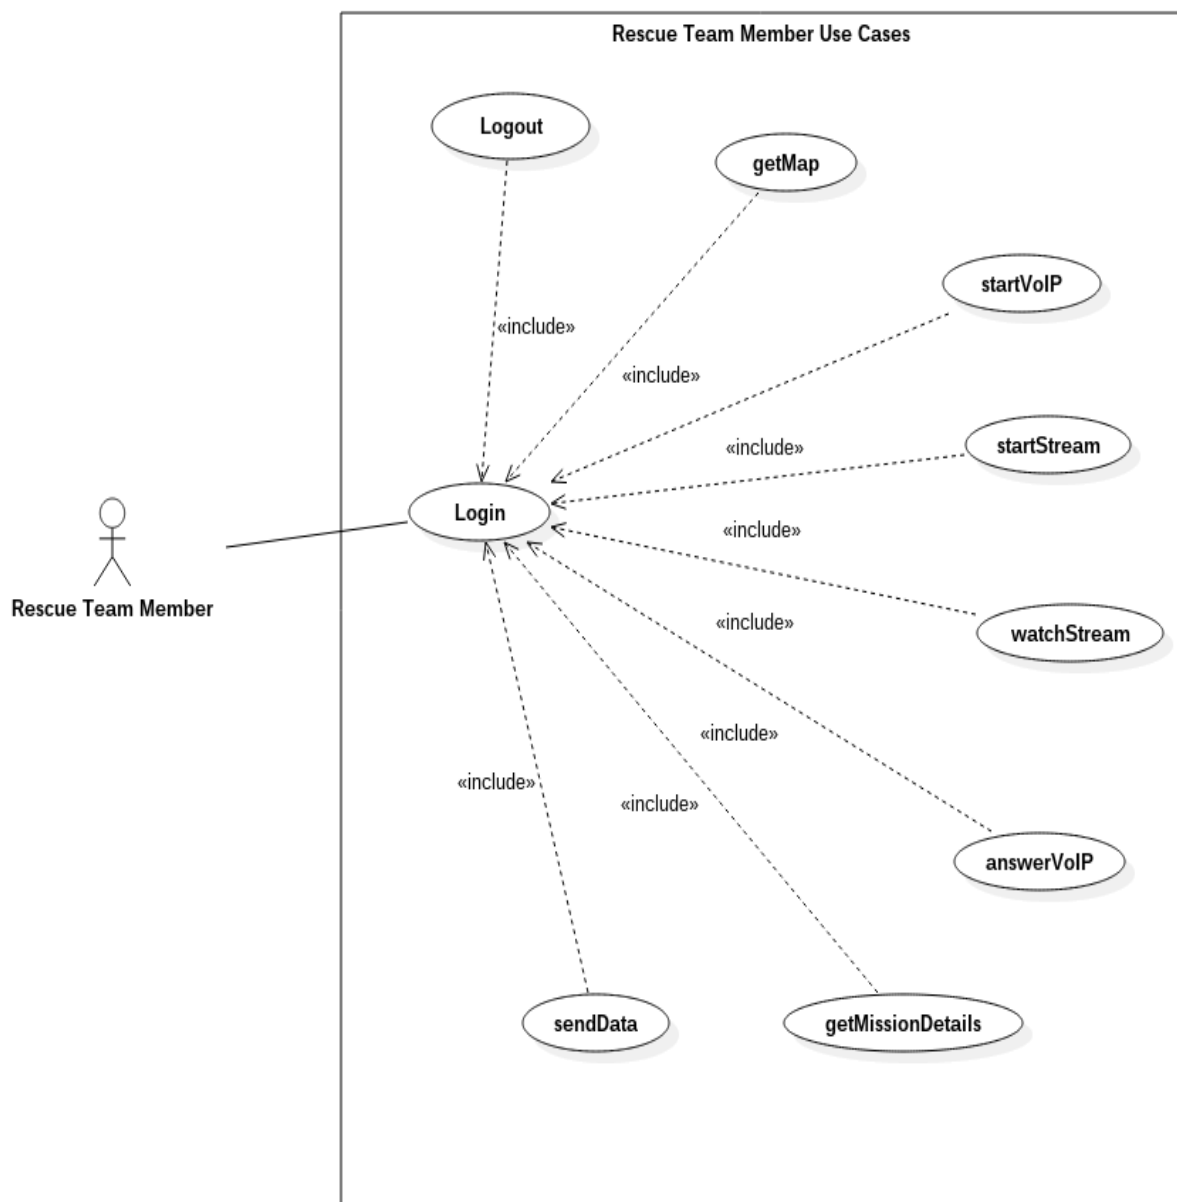 Rescue Team Member Use Cases
Logout
getMap
startVoIP
«include»
«include»
startStream
«include»
Login
«include»
Rescue Team Member
«include»
watchStream
«include»
«include»
«include»
answerVoIP
sendData
getMissionDetails